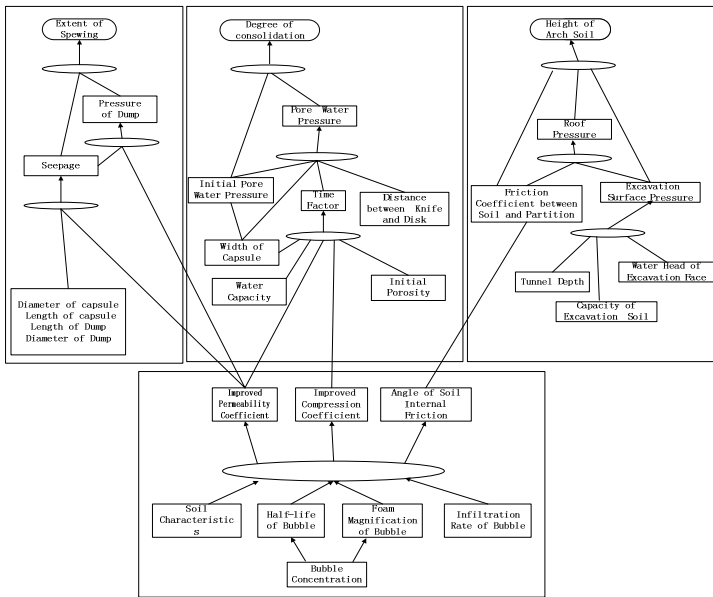 Extent of
Spewing
Pressure
of Dump
Seepage
Diameter of capsule
Length of capsule
Length of Dump
Diameter of Dump
Degree of
consolidation
Pore Water
Pressure
Initial Pore
Water Pressure
Time
Factor
Distance
between Knife
and Disk
Width of
Capsule
Water
Capacity
Initial
Porosity
Height of
Arch Soil
Roof
Pressure
Friction
Coefficient between
Soil and Partition
Excavation
Surface Pressure
Tunnel Depth
Water Head of
Excavation Face
Capacity of
Excavation Soil
Improved
Permeability
Coefficient
Improved
Compression
Coefficient
Angle of Soil
Internal
Friction
Soil
Characteristic
s
Half-life
of Bubble
Foam
Magnification
of Bubble
Infiltration
Rate of Bubble
Bubble
Concentration